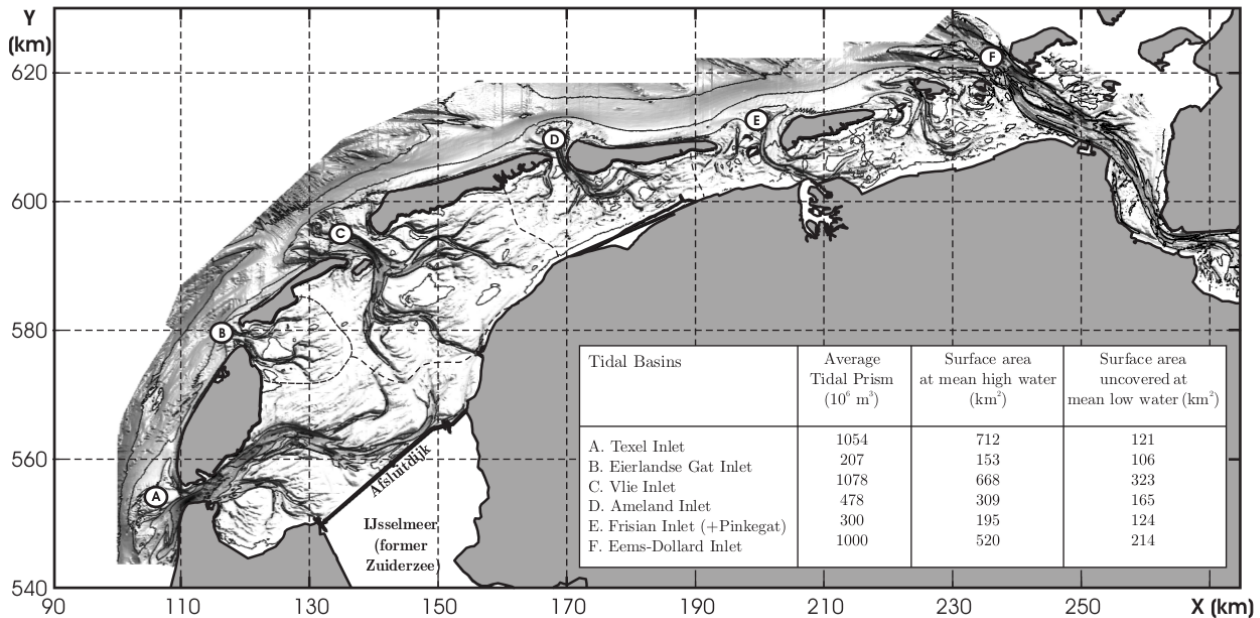 Y
(km)
620
600
580
560
540
90
110
130
150
170
190
210
230
250
X (km)
A
B
C
D
E
F
Afsluitdijk
IJsselmeer
(former
Zuiderzee)
Tidal Basins
Average
Tidal Prism
(10⁶ m³)
Surface area
at mean high water
(km²)
Surface area
uncovered at
mean low water (km²)
A. Texel Inlet 1054 712 121
B. Eierlandse Gat Inlet 207 153 106
C. Vlie Inlet 1078 668 323
D. Ameland Inlet 478 309 165
E. Frisian Inlet (+Pinkegat) 300 195 124
F. Eems-Dollard Inlet 1000 520 214